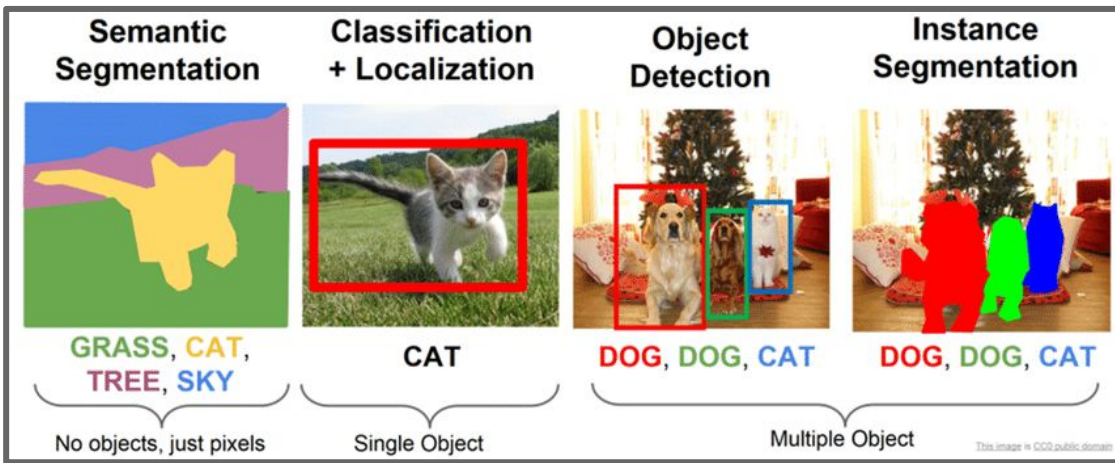 Semantic
Segmentation
Classification
+ Localization
Object
Detection
Instance
Segmentation
GRASS, CAT,
TREE, SKY
CAT
DOG, DOG, CAT
DOG, DOG, CAT
No objects, just pixels
Single Object
Multiple Object
This image is CC0 public domain